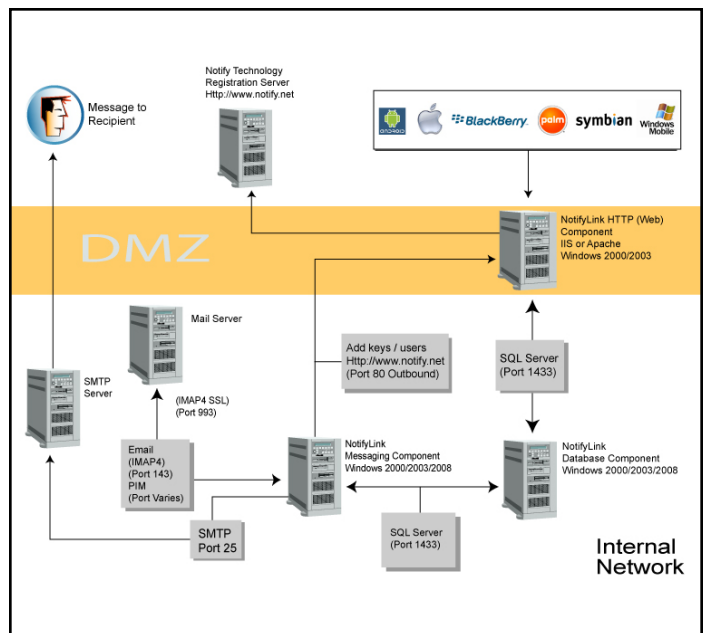 Notify Technology
Registration Server
Http://www.notify.net
Message to
Recipient
ANDROID
BlackBerry.
palm
symbian
Windows
Mobile
DMZ
NotifyLink HTTP (Web)
Component
IIS or Apache
Windows 2000/2003
Mail Server
Add keys / users
Http://www.notify.net
(Port 80 Outbound)
SQL Server
(Port 1433)
SMTP
Server
(IMAP4 SSL)
(Port 993)
Email
(IMAP4)
(Port 143)
PIM
(Port Varies)
NotifyLink
Messaging Component
Windows 2000/2003/2008
NotifyLink
Database Component
Windows 2000/2003/2008
SMTP
Port 25
SQL Server
(Port 1433)
Internal
Network